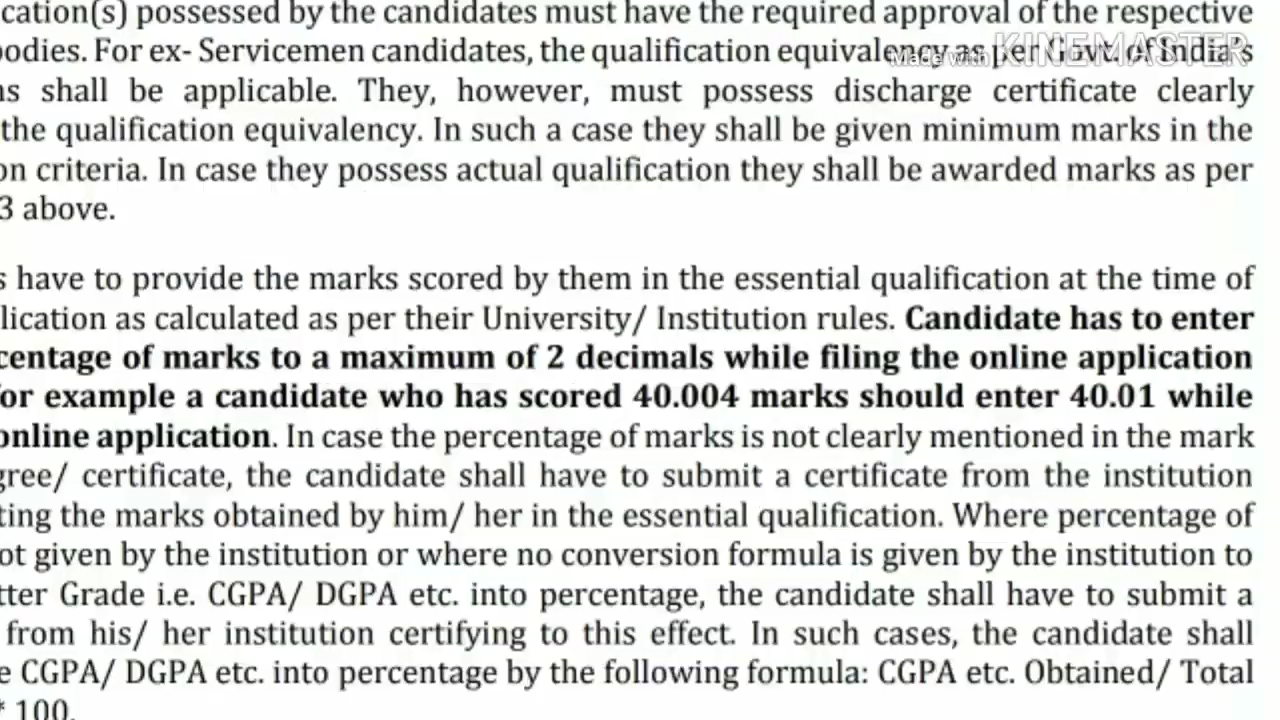 cation(s) possessed by the candidates must have the required approval of the respective
bodies. For ex- Servicemen candidates, the qualification equivalency as per Govt. of India's
Made with KINEMASTER
ns shall be applicable. They, however, must possess discharge certificate clearly
the qualification equivalency. In such a case they shall be given minimum marks in the
on criteria. In case they possess actual qualification they shall be awarded marks as per
3 above.
s have to provide the marks scored by them in the essential qualification at the time of
lication as calculated as per their University/ Institution rules. Candidate has to enter
centage of marks to a maximum of 2 decimals while filing the online application
or example a candidate who has scored 40.004 marks should enter 40.01 while
online application. In case the percentage of marks is not clearly mentioned in the mark
gree/ certificate, the candidate shall have to submit a certificate from the institution
ting the marks obtained by him/ her in the essential qualification. Where percentage of
ot given by the institution or where no conversion formula is given by the institution to
tter Grade i.e. CGPA/ DGPA etc. into percentage, the candidate shall have to submit a
from his/ her institution certifying to this effect. In such cases, the candidate shall
e CGPA/ DGPA etc. into percentage by the following formula: CGPA etc. Obtained/ Total
* 100.